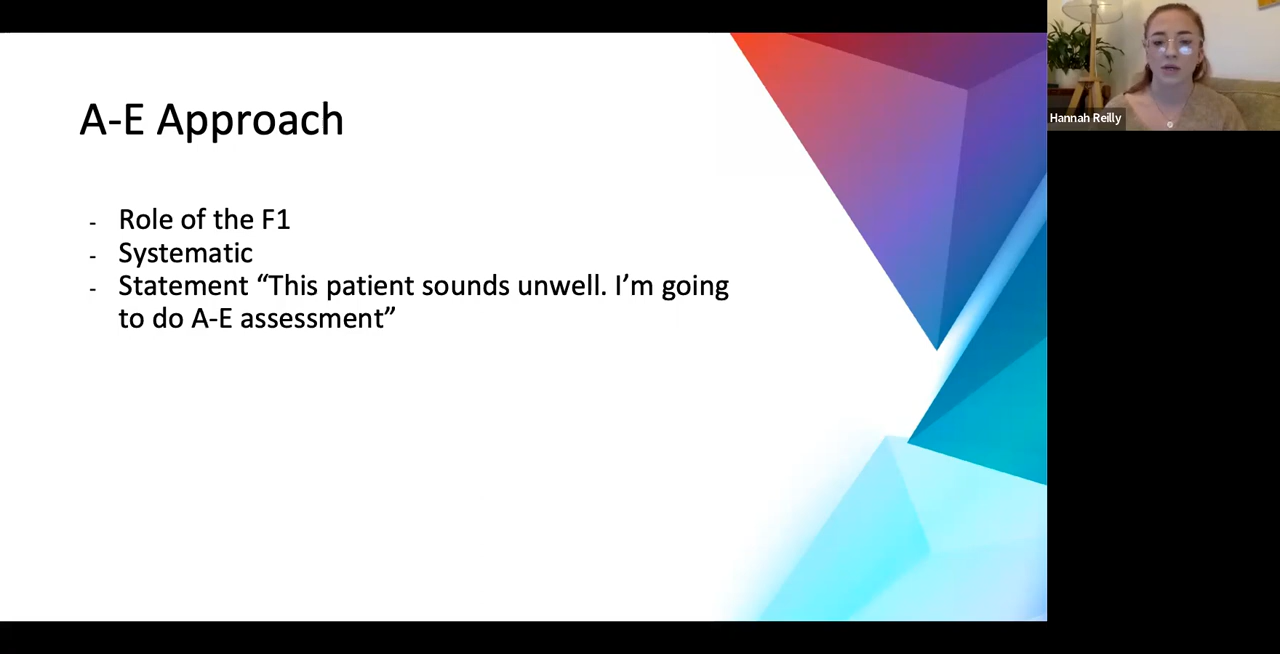 A-E Approach
- Role of the F1
- Systematic
- Statement “This patient sounds unwell. I’m going
to do A-E assessment”
Hannah Reilly